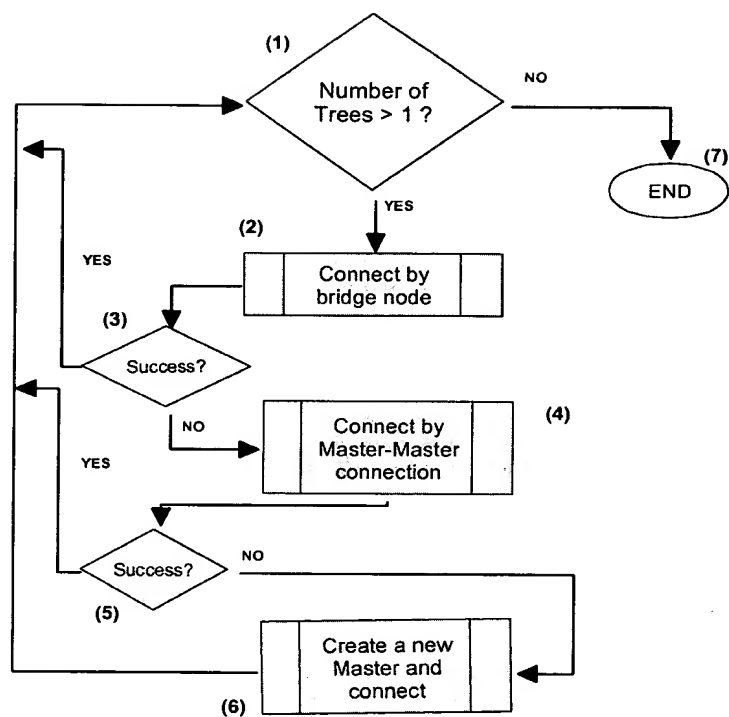 (1)
Number of
Trees > 1 ?
NO
(7)
END
YES
(2)
Connect by
bridge node
YES
(3)
Success?
NO
Connect by
Master-Master
connection
(4)
YES
Success?
NO
(5)
Create a new
Master and
connect
(6)